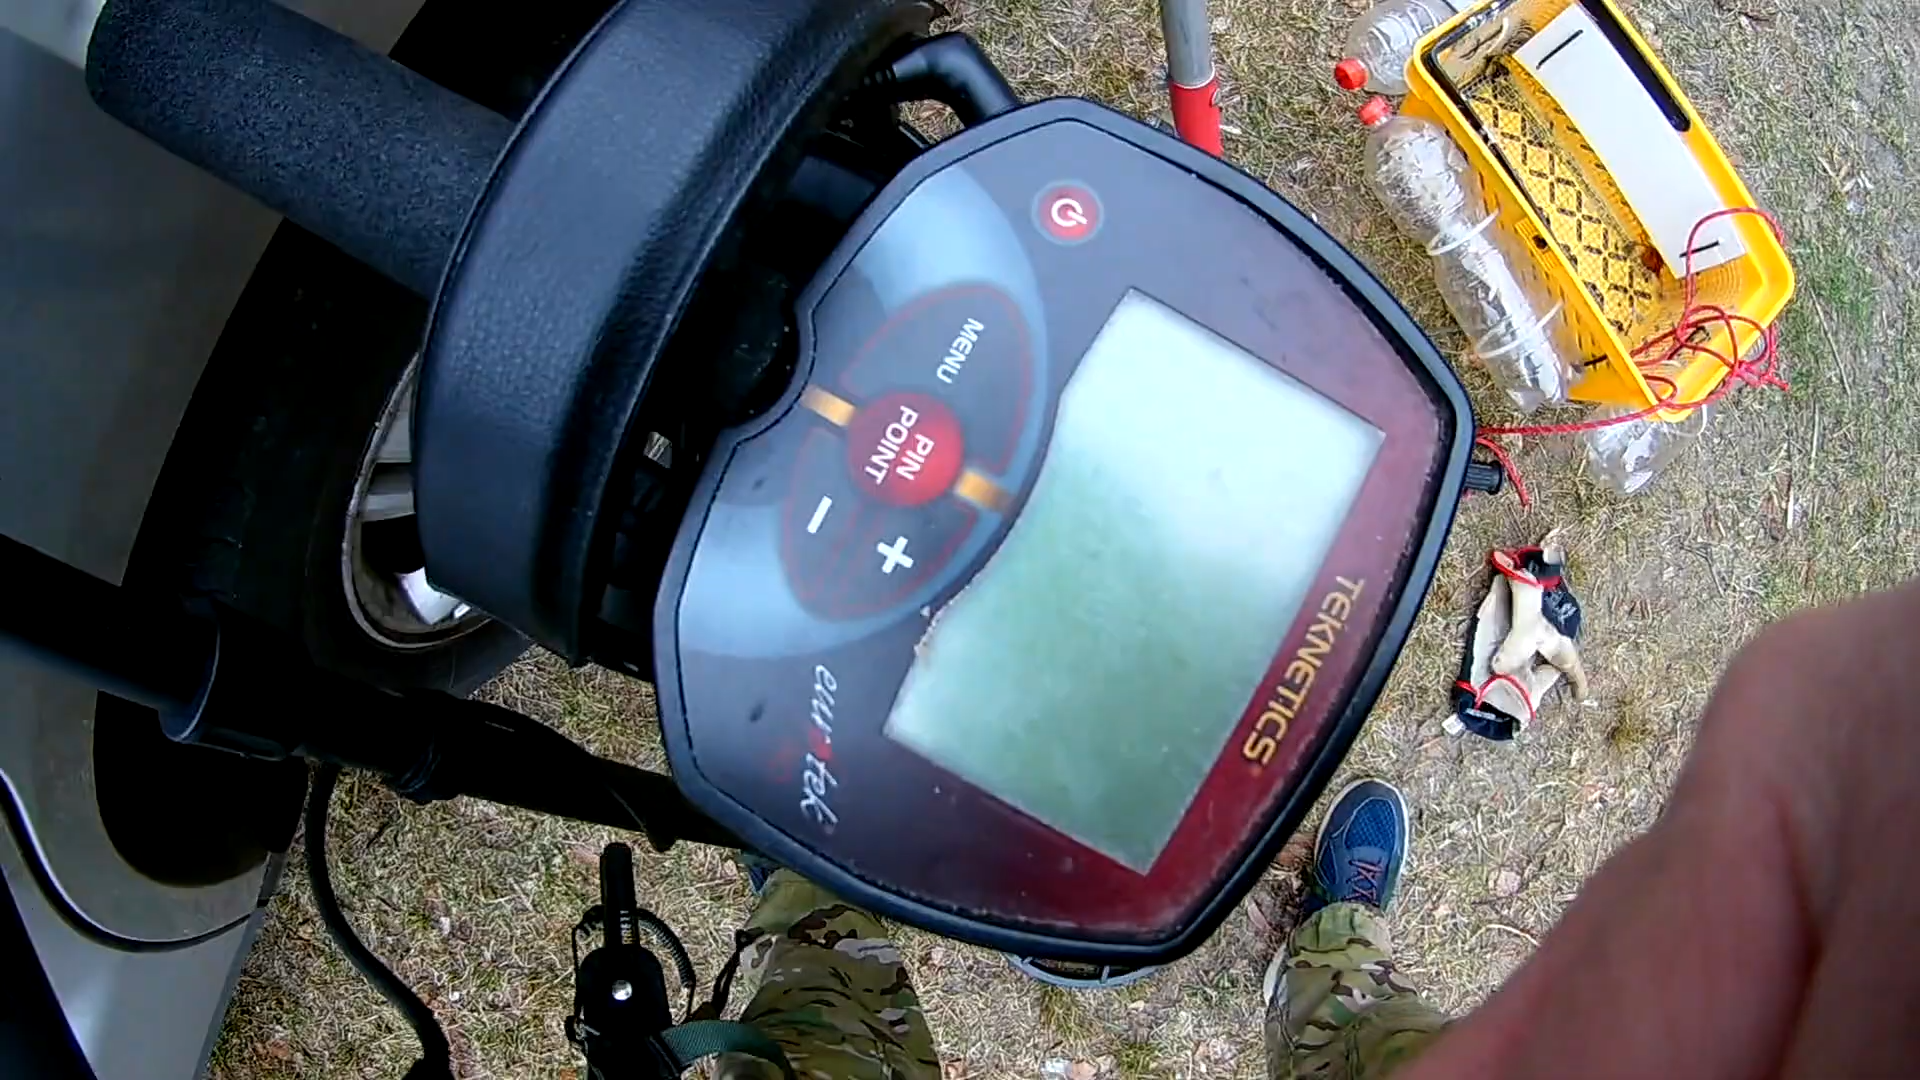 MENU
PIN
POINT
- +
TEKNETICS
eurotek